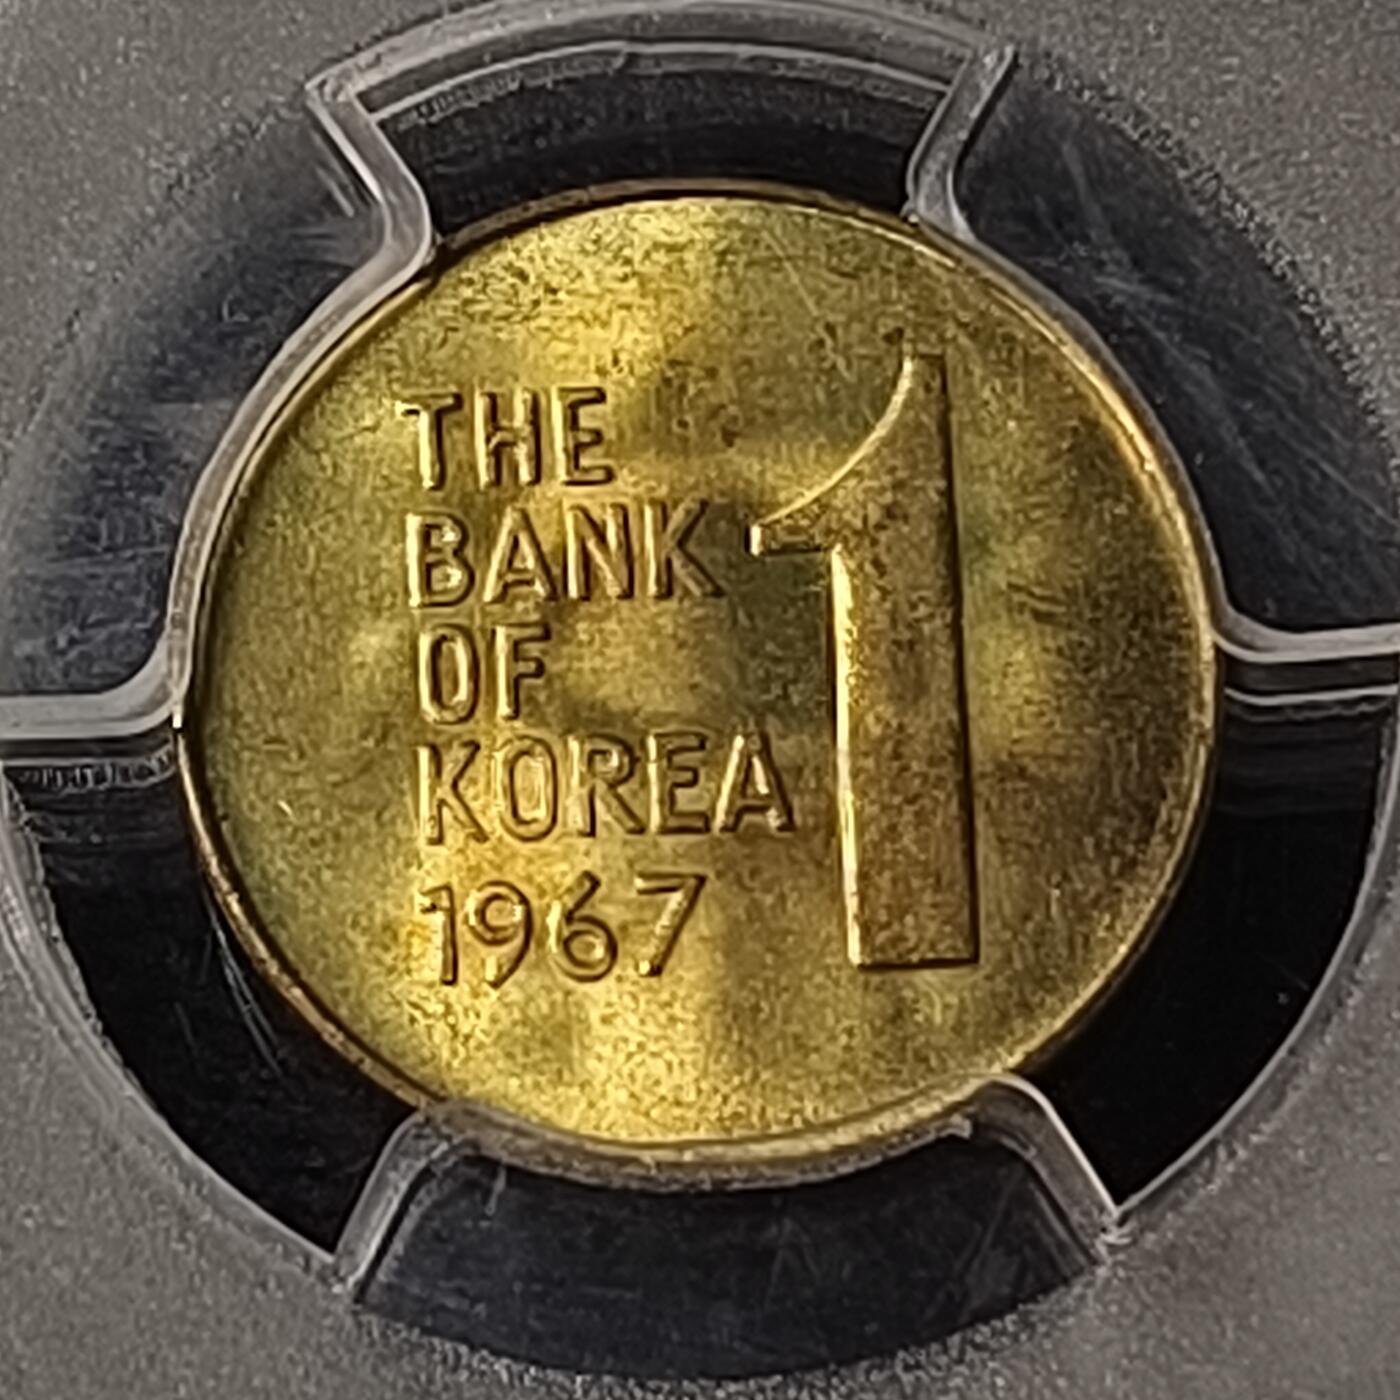 THE
BANK
OF
KOREA
1967
1